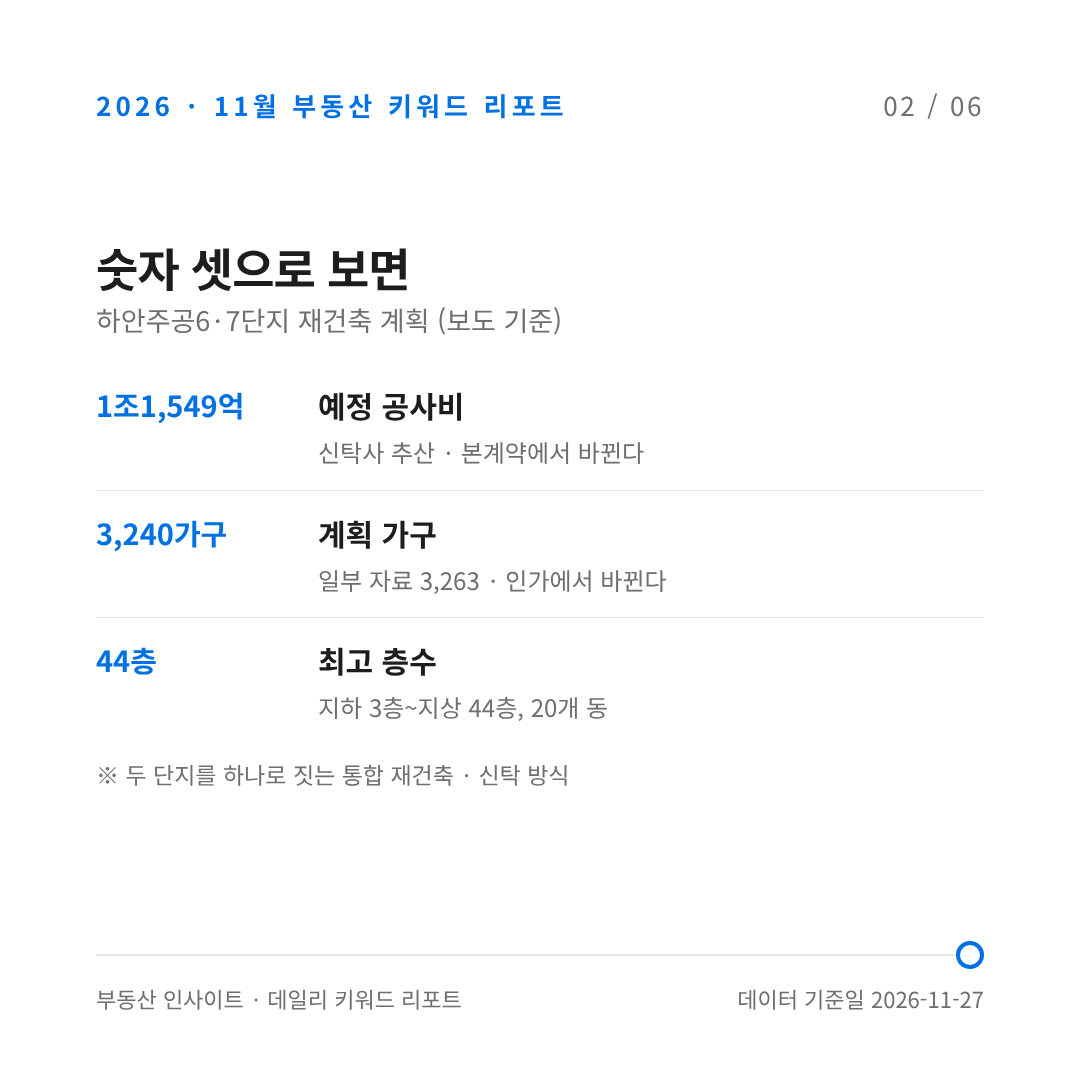 2026 · 11월 부동산 키워드 리포트
02 / 06
숫자 셋으로 보면
하안주공6·7단지 재건축 계획 (보도 기준)
1조1,549억
예정 공사비
신탁사 추산 · 본계약에서 바뀐다
3,240가구
계획 가구
일부 자료 3,263 · 인가에서 바뀐다
44층
최고 층수
지하 3층~지상 44층, 20개 동
※ 두 단지를 하나로 짓는 통합 재건축 · 신탁 방식
부동산 인사이트 · 데일리 키워드 리포트
데이터 기준일 2026-11-27